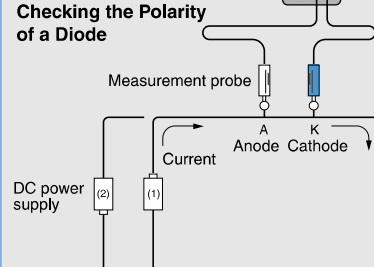 Checking the Polarity
of a Diode
Measurement probe
A K
Anode Cathode
Current
DC power
supply
(2) (1)